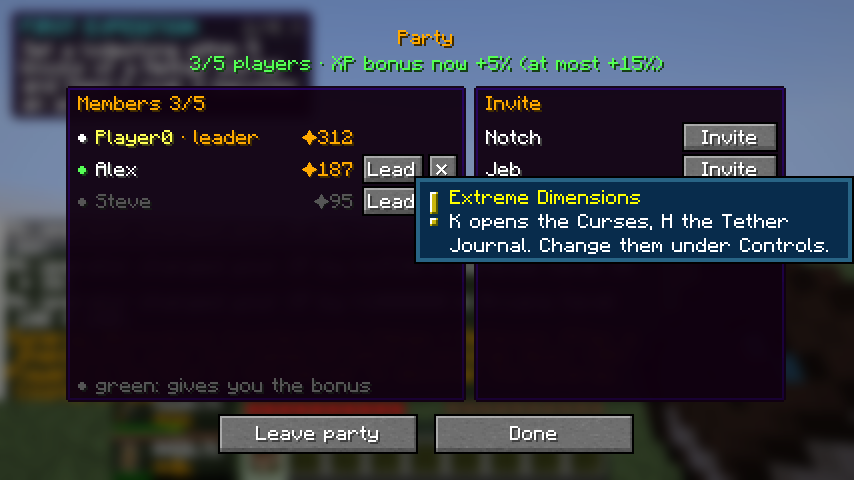 Party
3/5 players · XP bonus now +5% (at most +15%)
Members 3/5
Player0 · leader 312
Alex 187 Lead ×
Steve 95 Lead
green: gives you the bonus
Invite
Notch Invite
Jeb Invite
Extreme Dimensions
K opens the Curses, H the Tether
Journal. Change them under Controls.
Leave party
Done